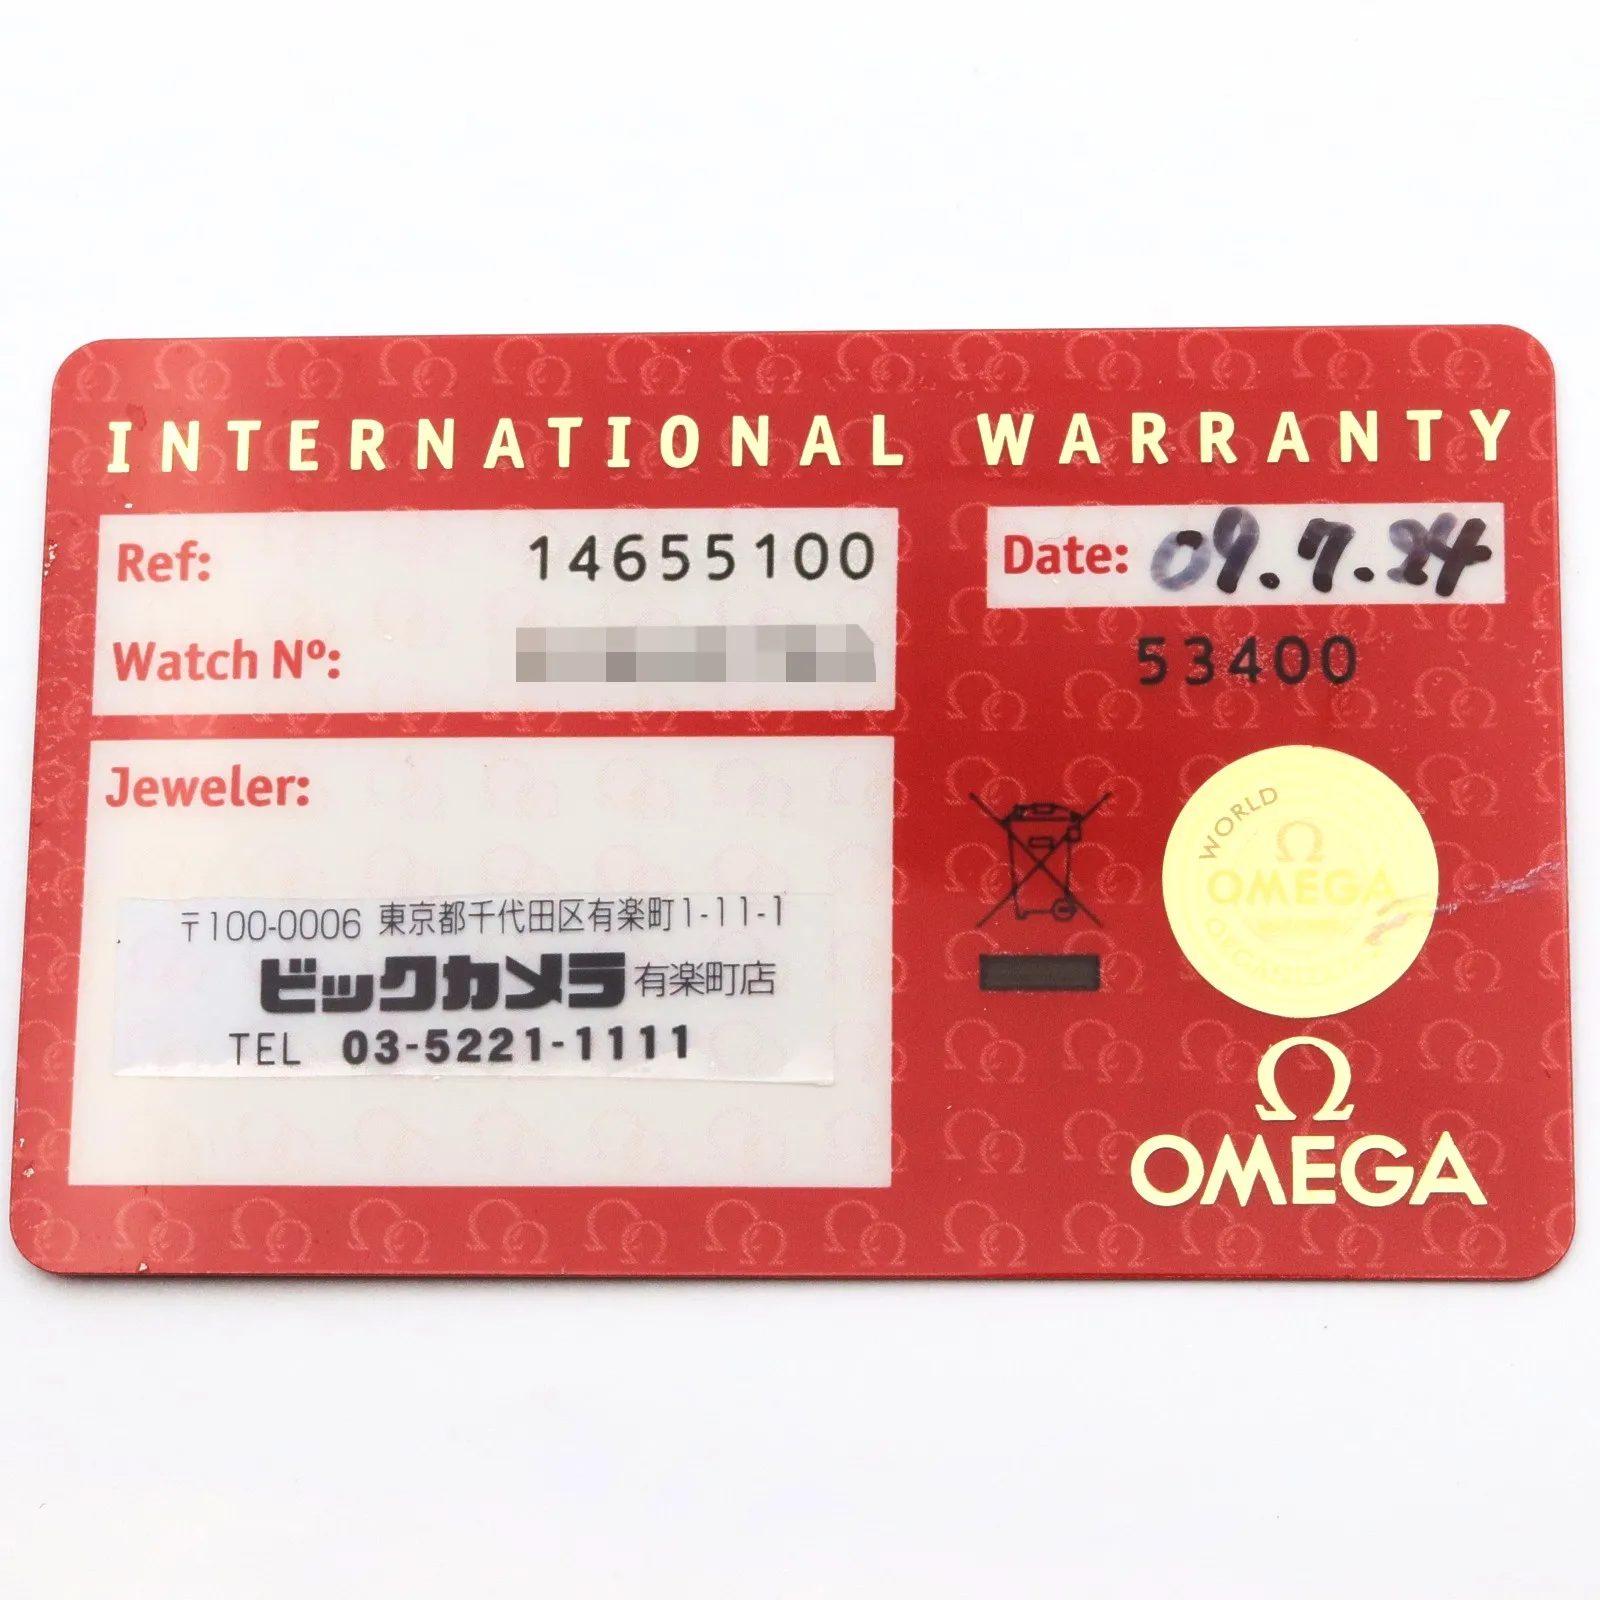 INTERNATIONAL WARRANTY
Ref: 14655100
Date: 09.7.24
Watch Nº:
53400
Jeweler:
〒100-0006 東京都千代田区有楽町1-11-1
ビックカメラ 有楽町店
TEL 03-5221-1111
WORLD
Ω
OMEGA
Ω
OMEGA